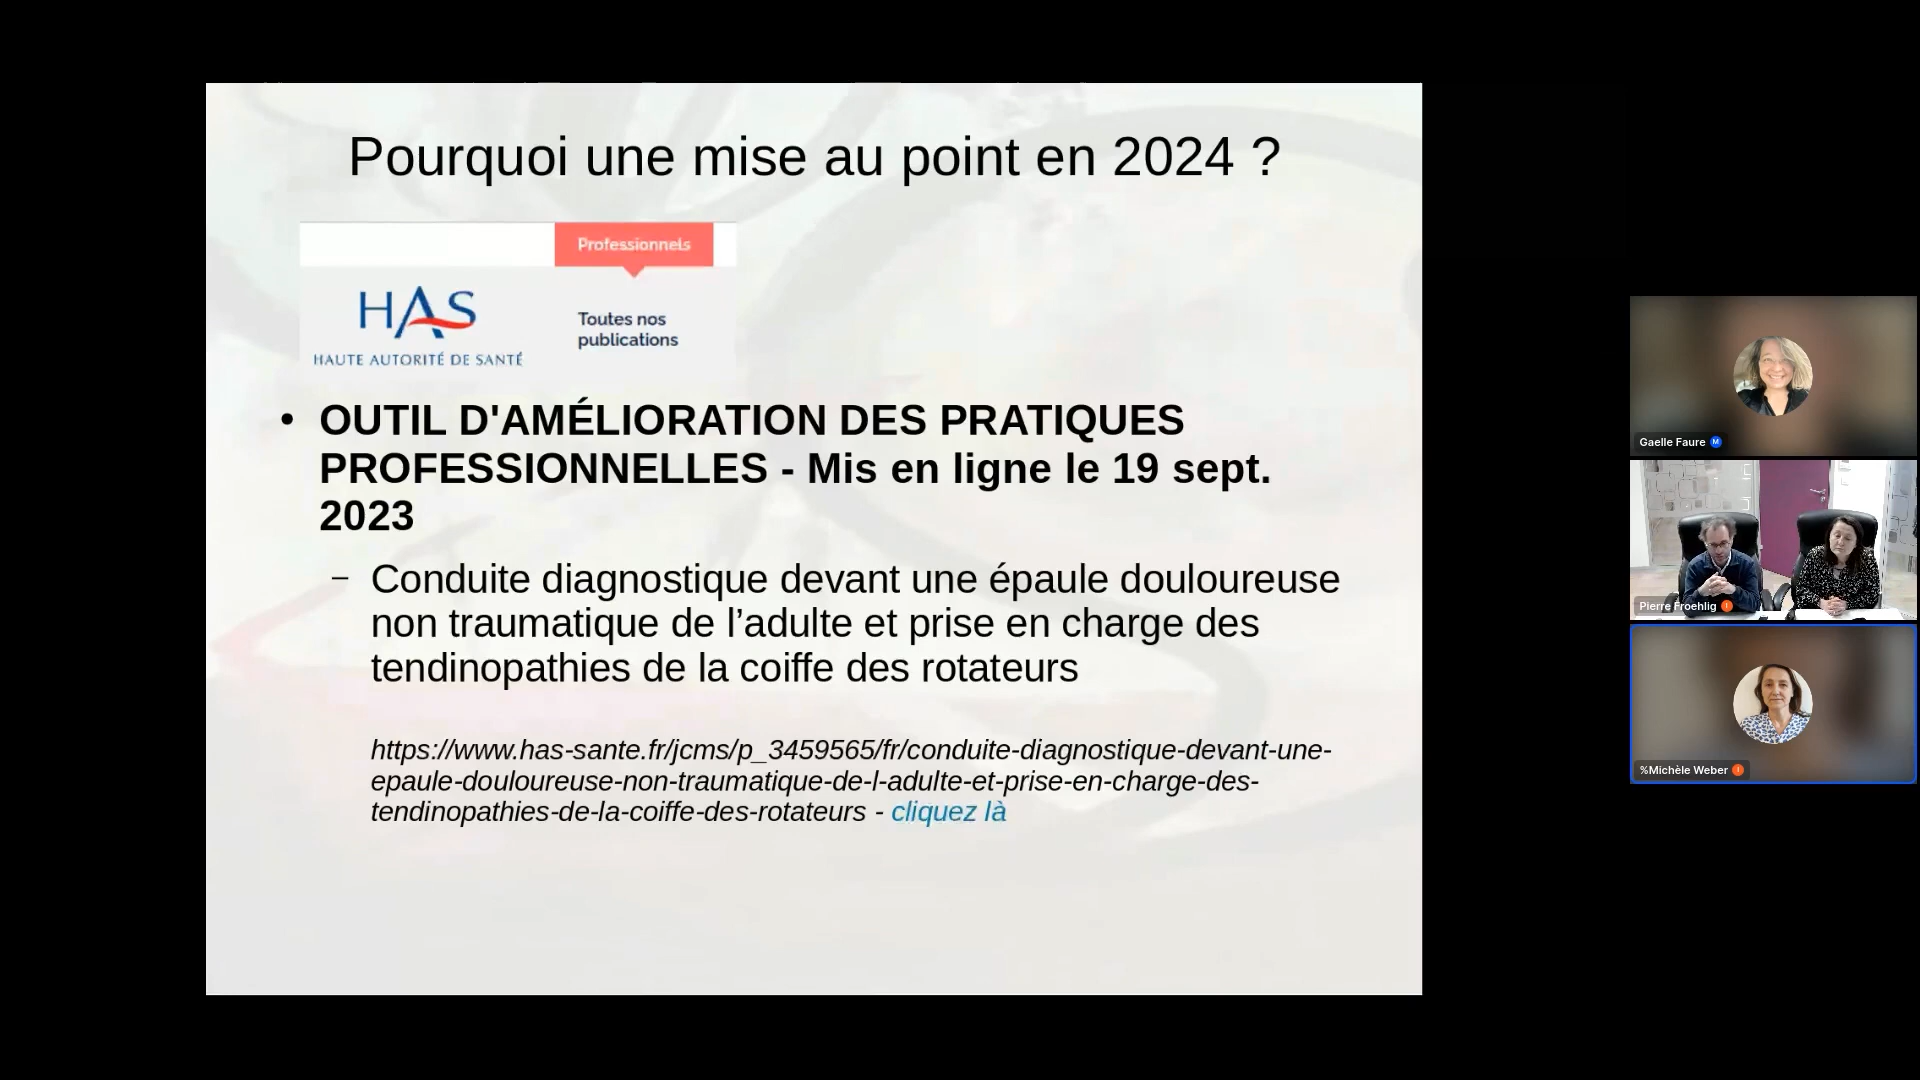 Pourquoi une mise au point en 2024 ?
Professionnels
HAS
HAUTE AUTORITÉ DE SANTÉ
Toutes nos
publications
• OUTIL D'AMÉLIORATION DES PRATIQUES
PROFESSIONNELLES - Mis en ligne le 19 sept.
2023
– Conduite diagnostique devant une épaule douloureuse
non traumatique de l’adulte et prise en charge des
tendinopathies de la coiffe des rotateurs
https://www.has-sante.fr/jcms/p_3459565/fr/conduite-diagnostique-devant-une-
epaule-douloureuse-non-traumatique-de-l-adulte-et-prise-en-charge-des-
tendinopathies-de-la-coiffe-des-rotateurs - cliquez là
Gaelle Faure M
Pierre Froehlig I
%Michèle Weber I